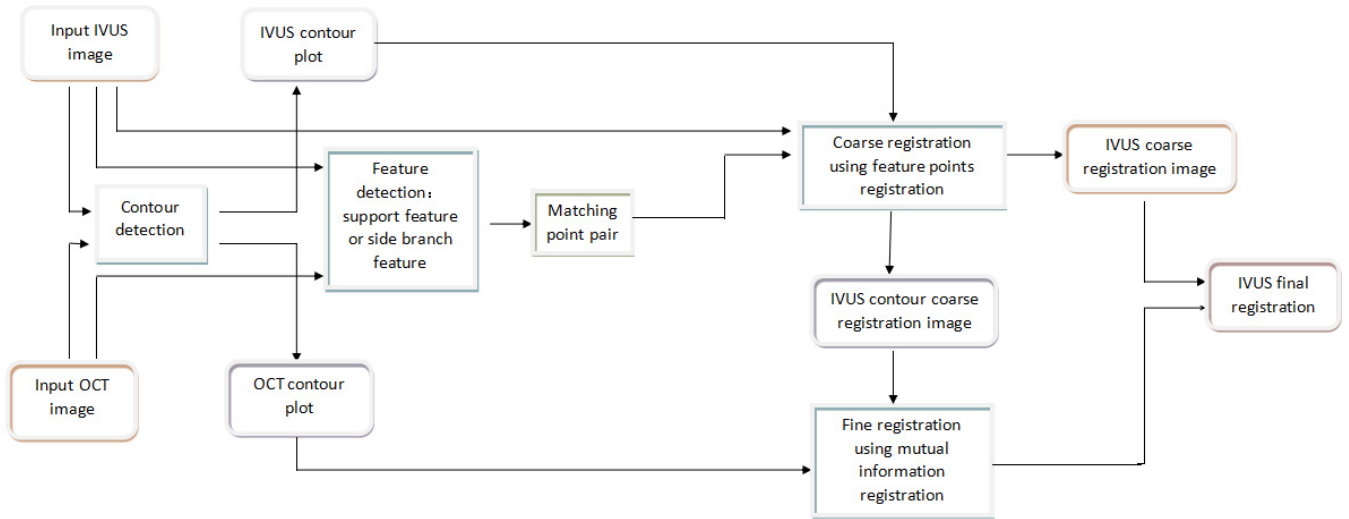 Input IVUS
image
IVUS contour
plot
Contour
detection
Feature
detection：
support feature
or side branch
feature
Matching
point pair
Coarse registration
using feature points
registration
IVUS coarse
registration image
IVUS contour coarse
registration image
IVUS final
registration
Input OCT
image
OCT contour
plot
Fine registration
using mutual
information
registration